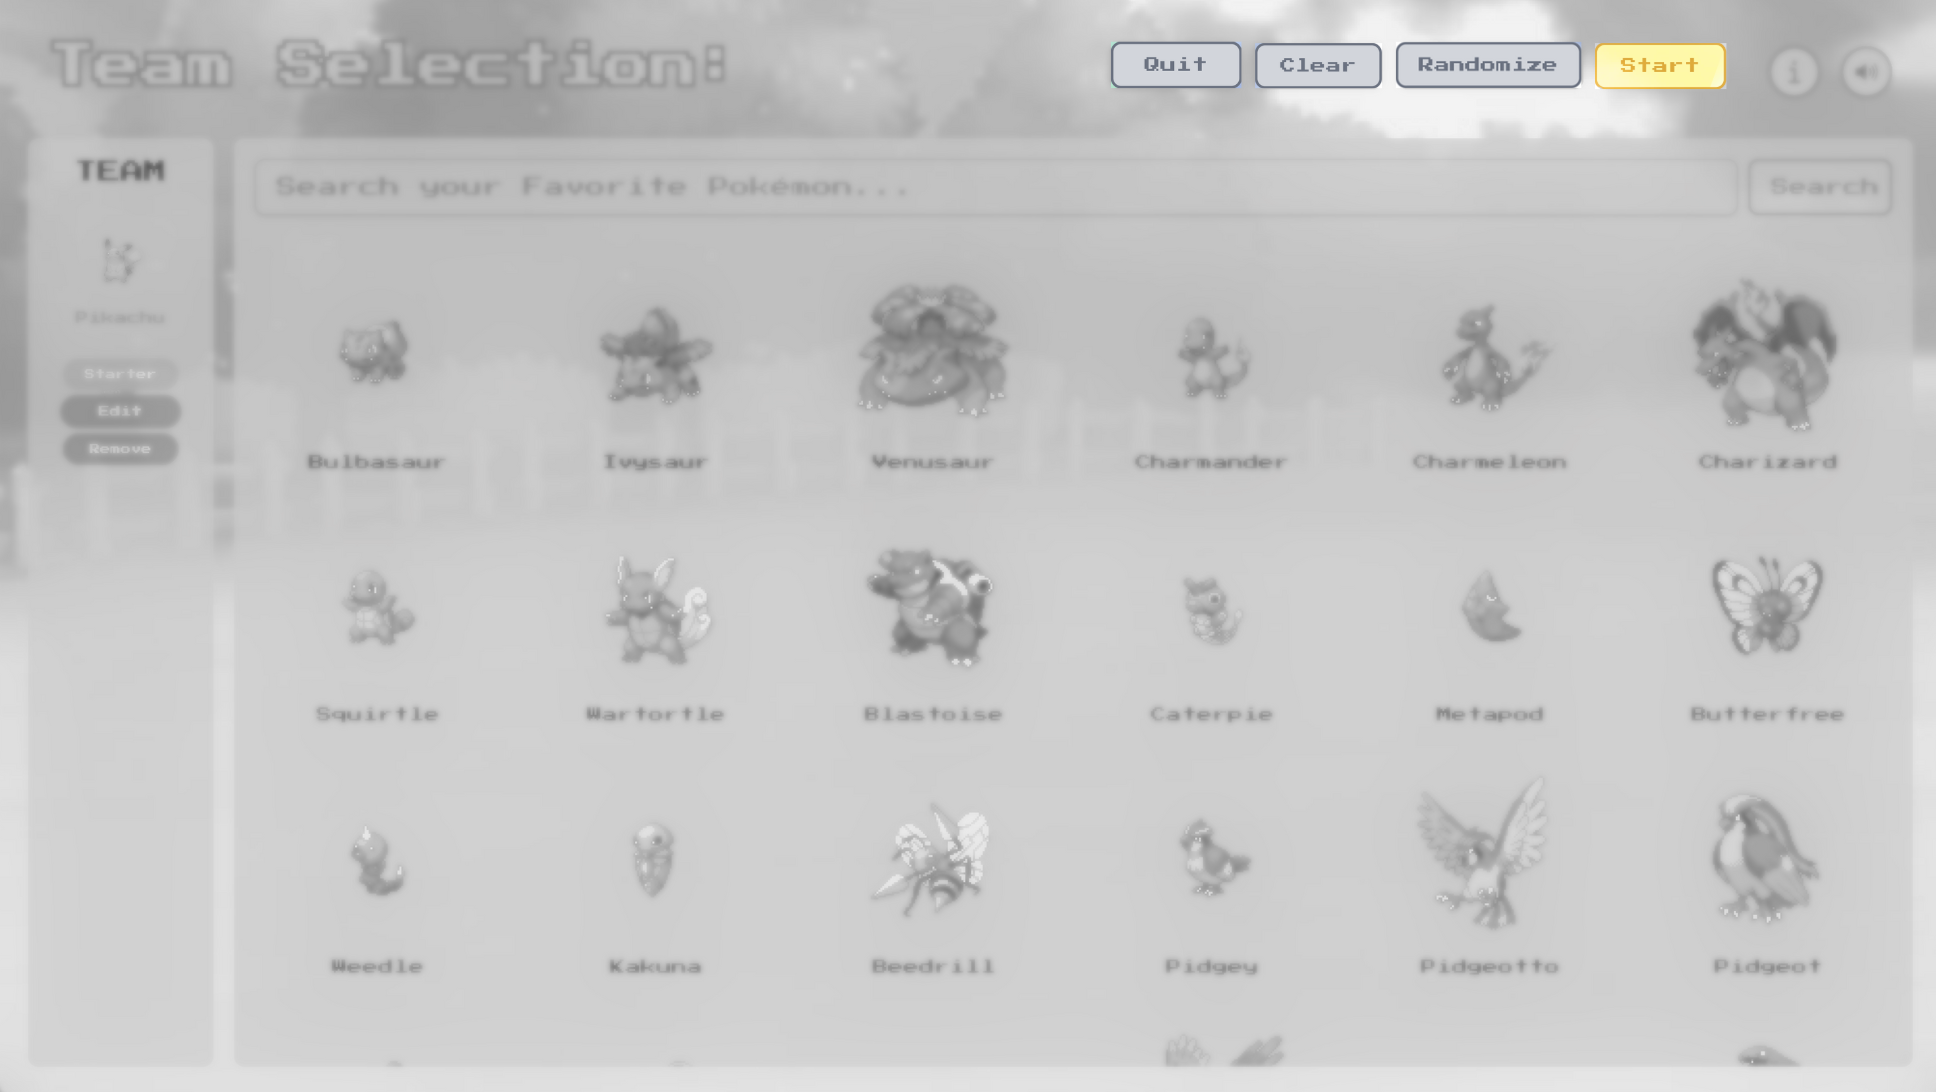 Team Selection:
Quit
Clear
Randomize
Start
i
TEAM
Search your Favorite Pokémon...
Search
Pikachu
Starter
Edit
Remove
Bulbasaur
Ivysaur
Venusaur
Charmander
Charmeleon
Charizard
Squirtle
Wartortle
Blastoise
Caterpie
Metapod
Butterfree
Weedle
Kakuna
Beedrill
Pidgey
Pidgeotto
Pidgeot